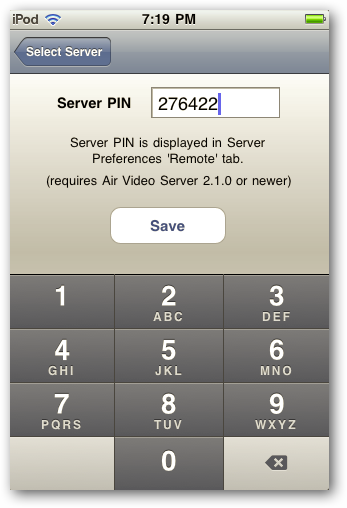 iPod 7:19 PM
Select Server
Server PIN 276422
Server PIN is displayed in Server
Preferences 'Remote' tab.
(requires Air Video Server 2.1.0 or newer)
Save
1 2 3
ABC DEF
4 5 6
GHI JKL MNO
7 8 9
PQRS TUV WXYZ
0